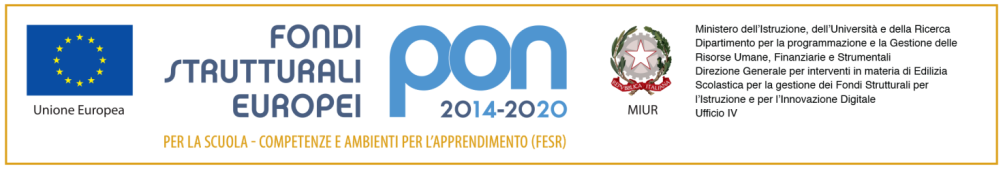 Unione Europea
FONDI
STRUTTURALI
EUROPEI
pon
2014-2020
PER LA SCUOLA - COMPETENZE E AMBIENTI PER L'APPRENDIMENTO (FESR)
REPVBBLICA ITALIANA
MIUR
Ministero dell'Istruzione, dell'Università e della Ricerca
Dipartimento per la programmazione e la Gestione delle
Risorse Umane, Finanziarie e Strumentali
Direzione Generale per interventi in materia di Edilizia
Scolastica per la gestione dei Fondi Strutturali per
l'Istruzione e per l'Innovazione Digitale
Ufficio IV